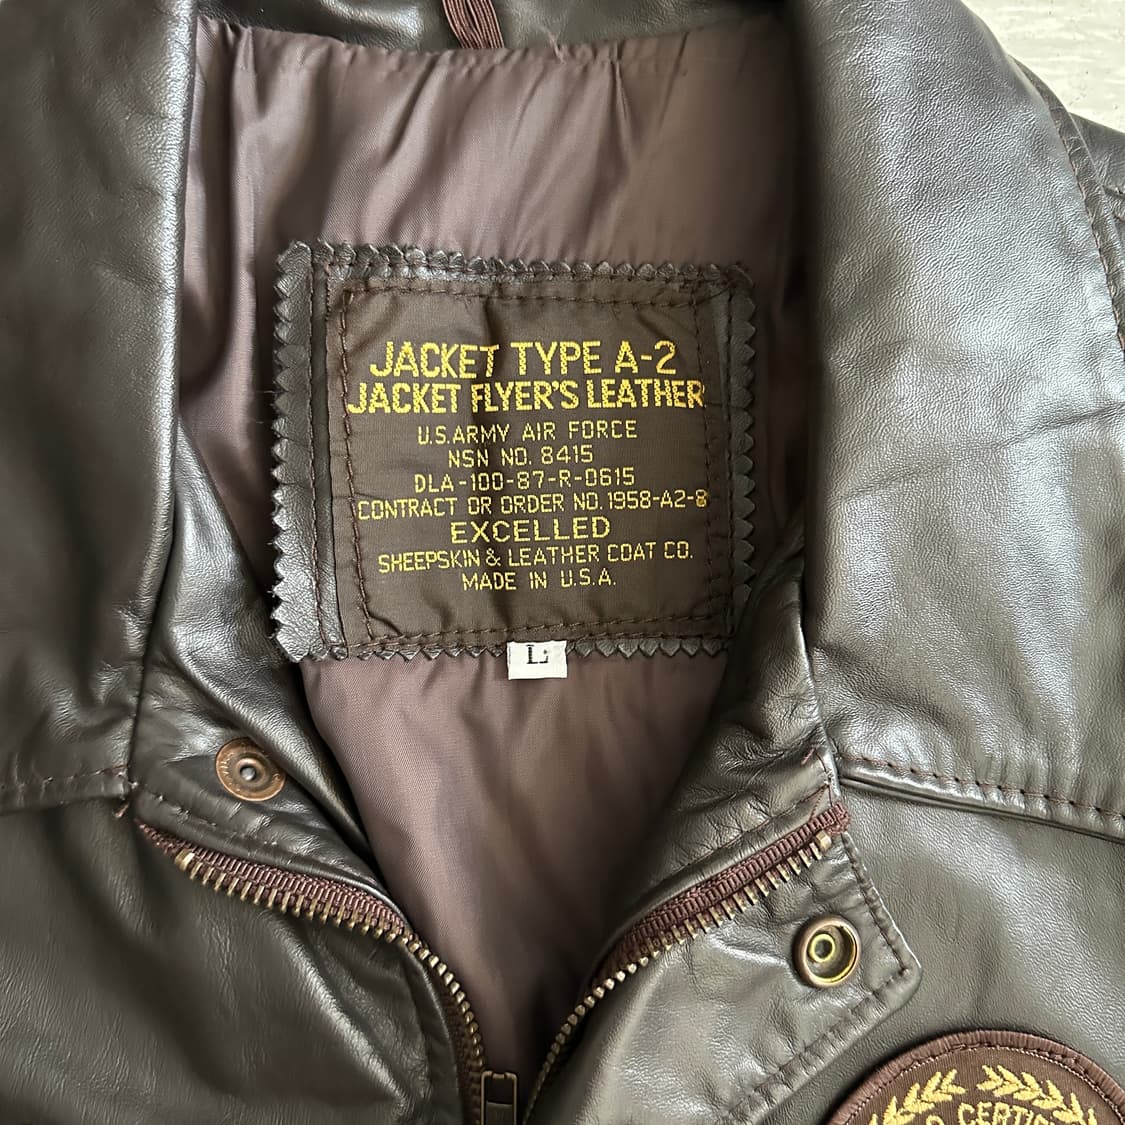 JACKET TYPE A-2
JACKET FLYER'S LEATHER
U.S.ARMY AIR FORCE
NSN NO. 8415
DLA-100-87-R-0615
CONTRACT OR ORDER NO. 1958-A2-8
EXCELLED
SHEEPSKIN & LEATHER COAT CO.
MADE IN U.S.A.
L